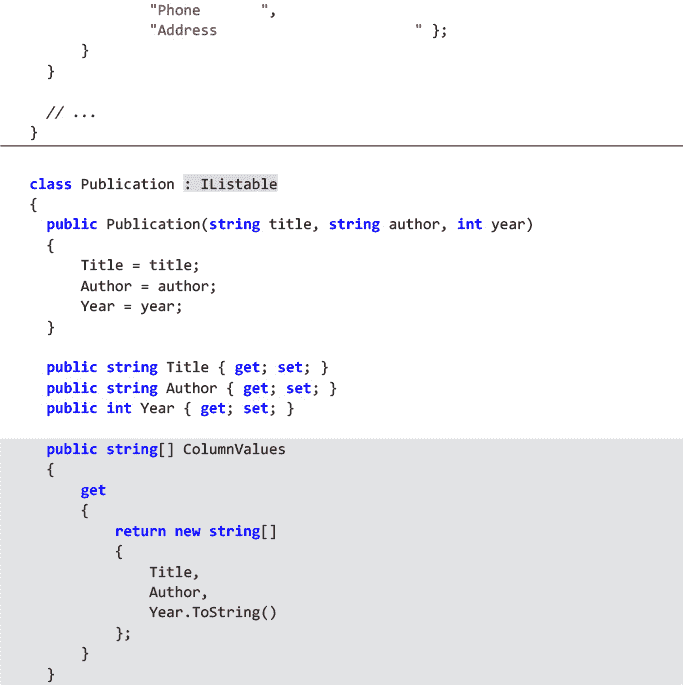 "Phone       ",
                "Address                       " };
        }
    }

    // ...
}
class Publication : IListable
{
    public Publication(string title, string author, int year)
    {
        Title = title;
        Author = author;
        Year = year;
    }

    public string Title { get; set; }
    public string Author { get; set; }
    public int Year { get; set; }

    public string[] ColumnValues
    {
        get
        {
            return new string[]
            {
                Title,
                Author,
                Year.ToString()
            };
        }
    }